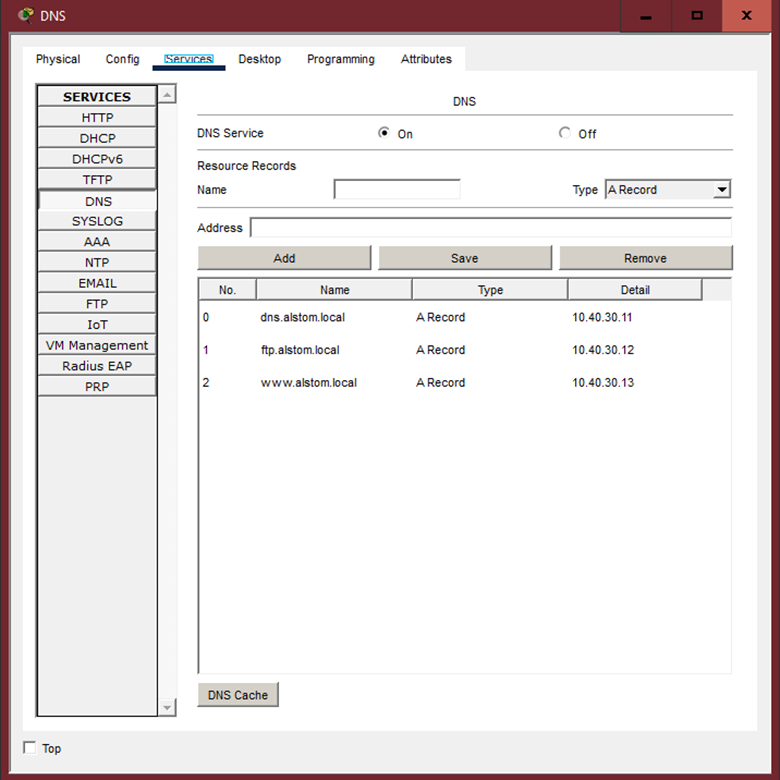 DNS
Physical Config Services Desktop Programming Attributes
SERVICES
HTTP
DHCP
DHCPv6
TFTP
DNS
SYSLOG
AAA
NTP
EMAIL
FTP
IoT
VM Management
Radius EAP
PRP
DNS
DNS Service On Off
Resource Records
Name Type A Record
Address
Add Save Remove
No. Name Type Detail
0 dns.alstom.local A Record 10.40.30.11
1 ftp.alstom.local A Record 10.40.30.12
2 www.alstom.local A Record 10.40.30.13
DNS Cache
Top